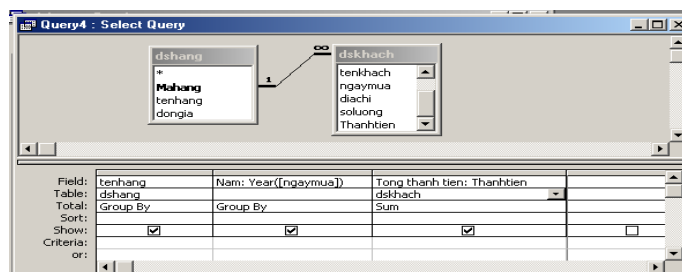 Query4 : Select Query
dshang
*
Mahang
tenhang
dongia
1
∞
dskhach
tenkhach
ngaymua
diachi
soluong
Thanhtien
Field: tenhang Nam: Year([ngaymua]) Tong thanh tien: Thanhtien
Table: dshang dskhach
Total: Group By Group By Sum
Sort:
Show:
Criteria:
or: